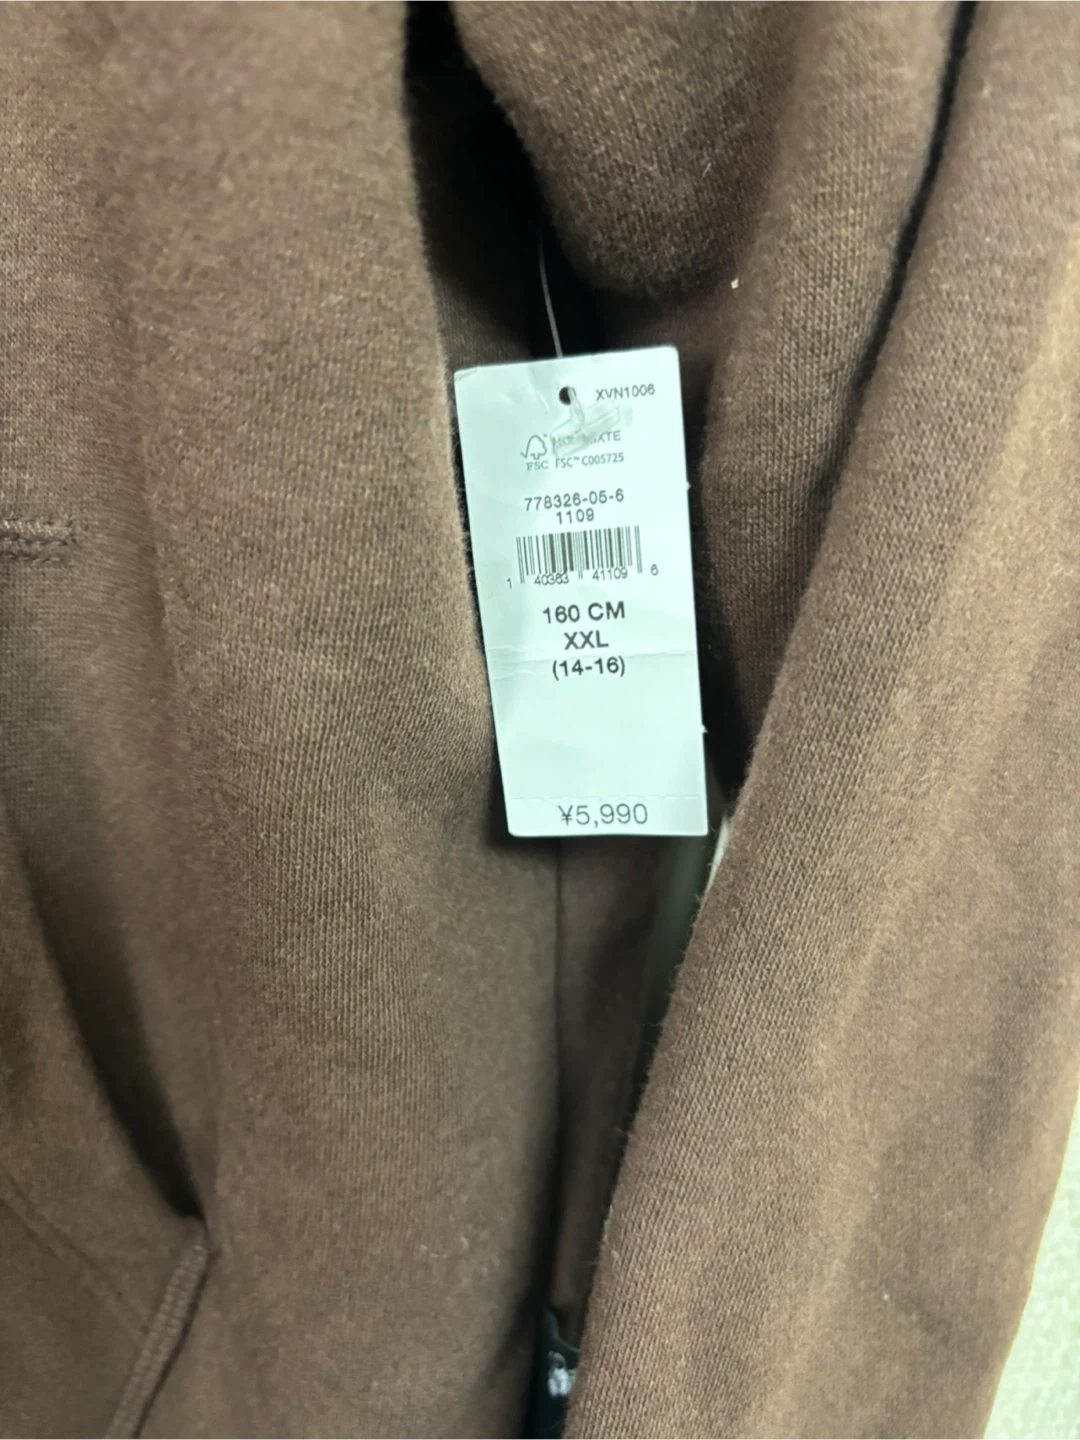 XVN1006
FSC FSC™ C005725
778326-05-6
1109
1 40363 41109 6
160 CM
XXL
(14-16)
¥5,990